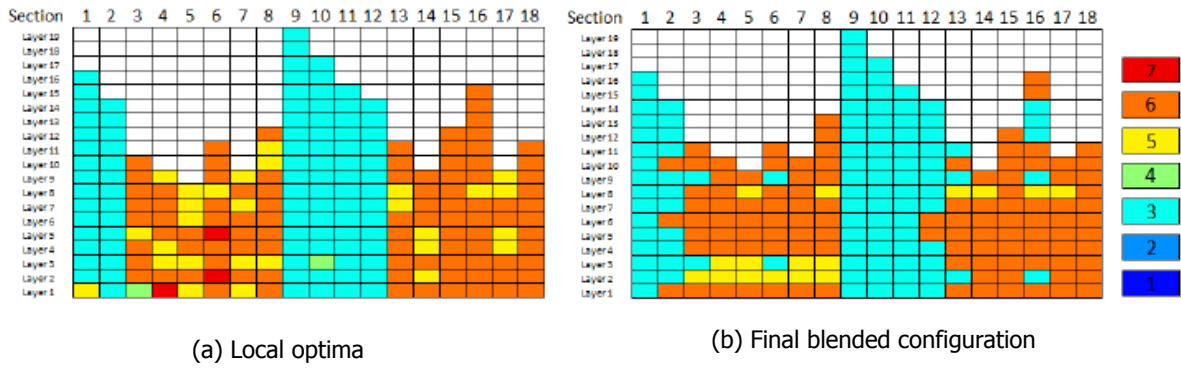 Section 1 2 3 4 5 6 7 8 9 10 11 12 13 14 15 16 17 18
Layer 19
Layer 18
Layer 17
Layer 16
Layer 15
Layer 14
Layer 13
Layer 12
Layer 11
Layer 10
Layer 9
Layer 8
Layer 7
Layer 6
Layer 5
Layer 4
Layer 3
Layer 2
Layer 1
(a) Local optima
Section 1 2 3 4 5 6 7 8 9 10 11 12 13 14 15 16 17 18
Layer 19
Layer 18
Layer 17
Layer 16
Layer 15
Layer 14
Layer 13
Layer 12
Layer 11
Layer 10
Layer 9
Layer 8
Layer 7
Layer 6
Layer 5
Layer 4
Layer 3
Layer 2
Layer 1
(b) Final blended configuration
7
6
5
4
3
2
1